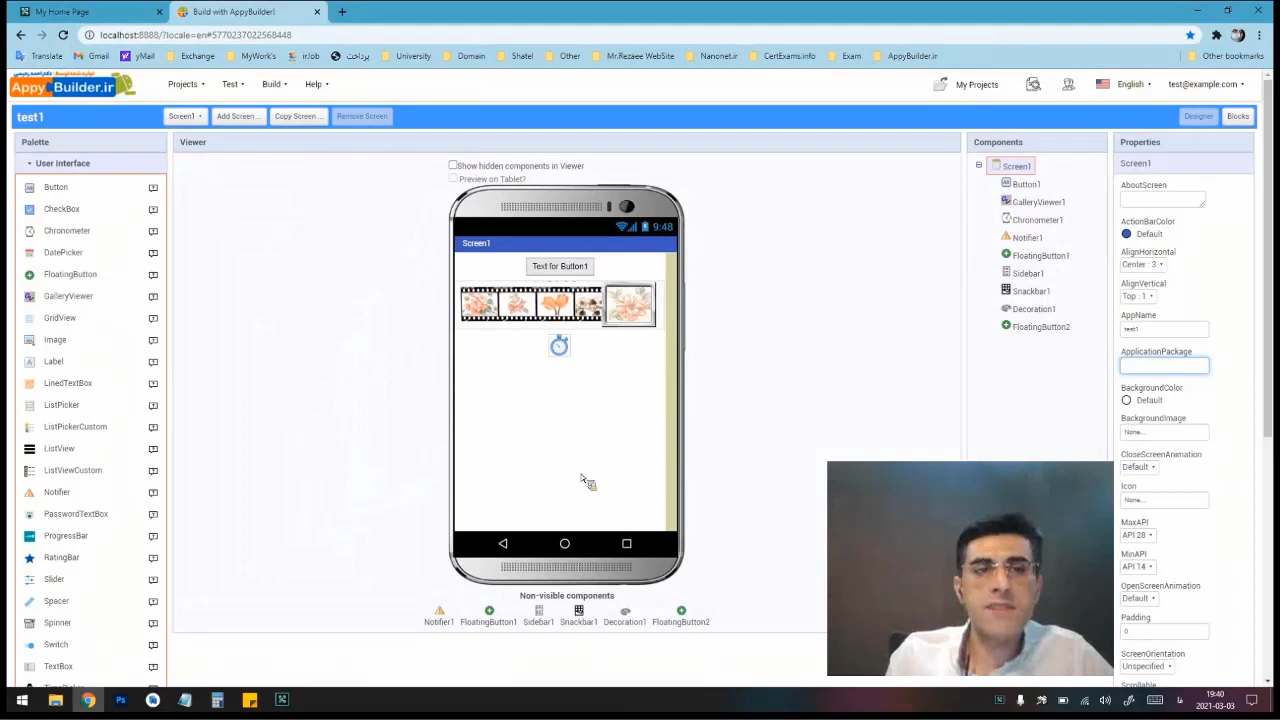 My Home Page
Build with AppyBuilder!
localhost:8888/?locale=en#5770237022568448
Translate
Gmail
yMail
Exchange
MyWork's
irJob
پرداخت
University
Domain
Shatel
Other
Mr.Rezaee WebSite
Nanonet.ir
CertExams.info
Exam
AppyBuilder.ir
Other bookmarks
AppyBuilder.ir
Projects
Test
Build
Help
My Projects
English
test@example.com
test1
Screen1
Add Screen ...
Copy Screen ...
Remove Screen
Designer
Blocks
Palette
Viewer
Components
Properties
User Interface
Button
CheckBox
Chronometer
DatePicker
FloatingButton
GalleryViewer
GridView
Image
Label
LinedTextBox
ListPicker
ListPickerCustom
ListView
ListViewCustom
Notifier
PasswordTextBox
ProgressBar
RatingBar
Slider
Spacer
Spinner
Switch
TextBox
Show hidden components in Viewer
Preview on Tablet?
9:48
Screen1
Text for Button1
Non-visible components
Notifier1
FloatingButton1
Sidebar1
Snackbar1
Decoration1
FloatingButton2
Screen1
Button1
GalleryViewer1
Chronometer1
Notifier1
FloatingButton1
Sidebar1
Snackbar1
Decoration1
FloatingButton2
Screen1
AboutScreen
ActionBarColor
Default
AlignHorizontal
Center : 3
AlignVertical
Top : 1
AppName
test1
ApplicationPackage
BackgroundColor
Default
BackgroundImage
None...
CloseScreenAnimation
Default
Icon
None...
MaxAPI
API 28
MinAPI
API 14
OpenScreenAnimation
Default
Padding
0
ScreenOrientation
Unspecified
Scrollable
19:40
2021-03-03